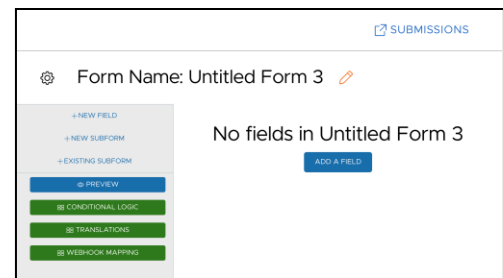 SUBMISSIONS
Form Name: Untitled Form 3
+NEW FIELD
+NEW SUBFORM
+EXISTING SUBFORM
PREVIEW
CONDITIONAL LOGIC
TRANSLATIONS
WEBHOOK MAPPING
No fields in Untitled Form 3
ADD A FIELD